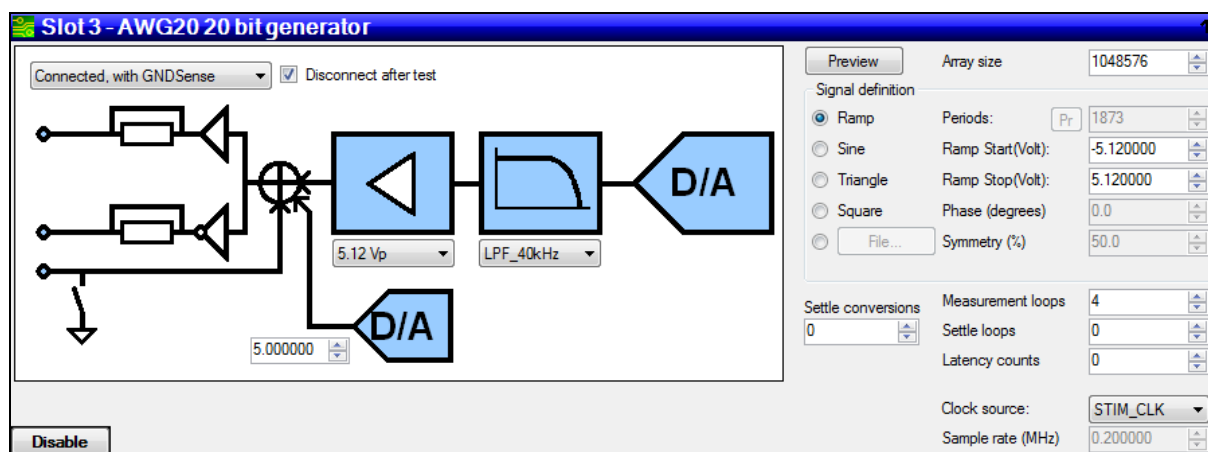 Slot 3 - AWG20 20 bit generator
Connected, with GNDSense
Disconnect after test
D/A
5.12 Vp
LPF_40kHz
D/A
5.000000
Disable
Preview
Array size
1048576
Signal definition
Ramp
Periods:
Pr
1873
Sine
Ramp Start(Volt):
-5.120000
Triangle
Ramp Stop(Volt):
5.120000
Square
Phase (degrees)
0.0
File...
Symmetry (%)
50.0
Settle conversions
0
Measurement loops
4
Settle loops
0
Latency counts
0
Clock source:
STIM_CLK
Sample rate (MHz)
0.200000